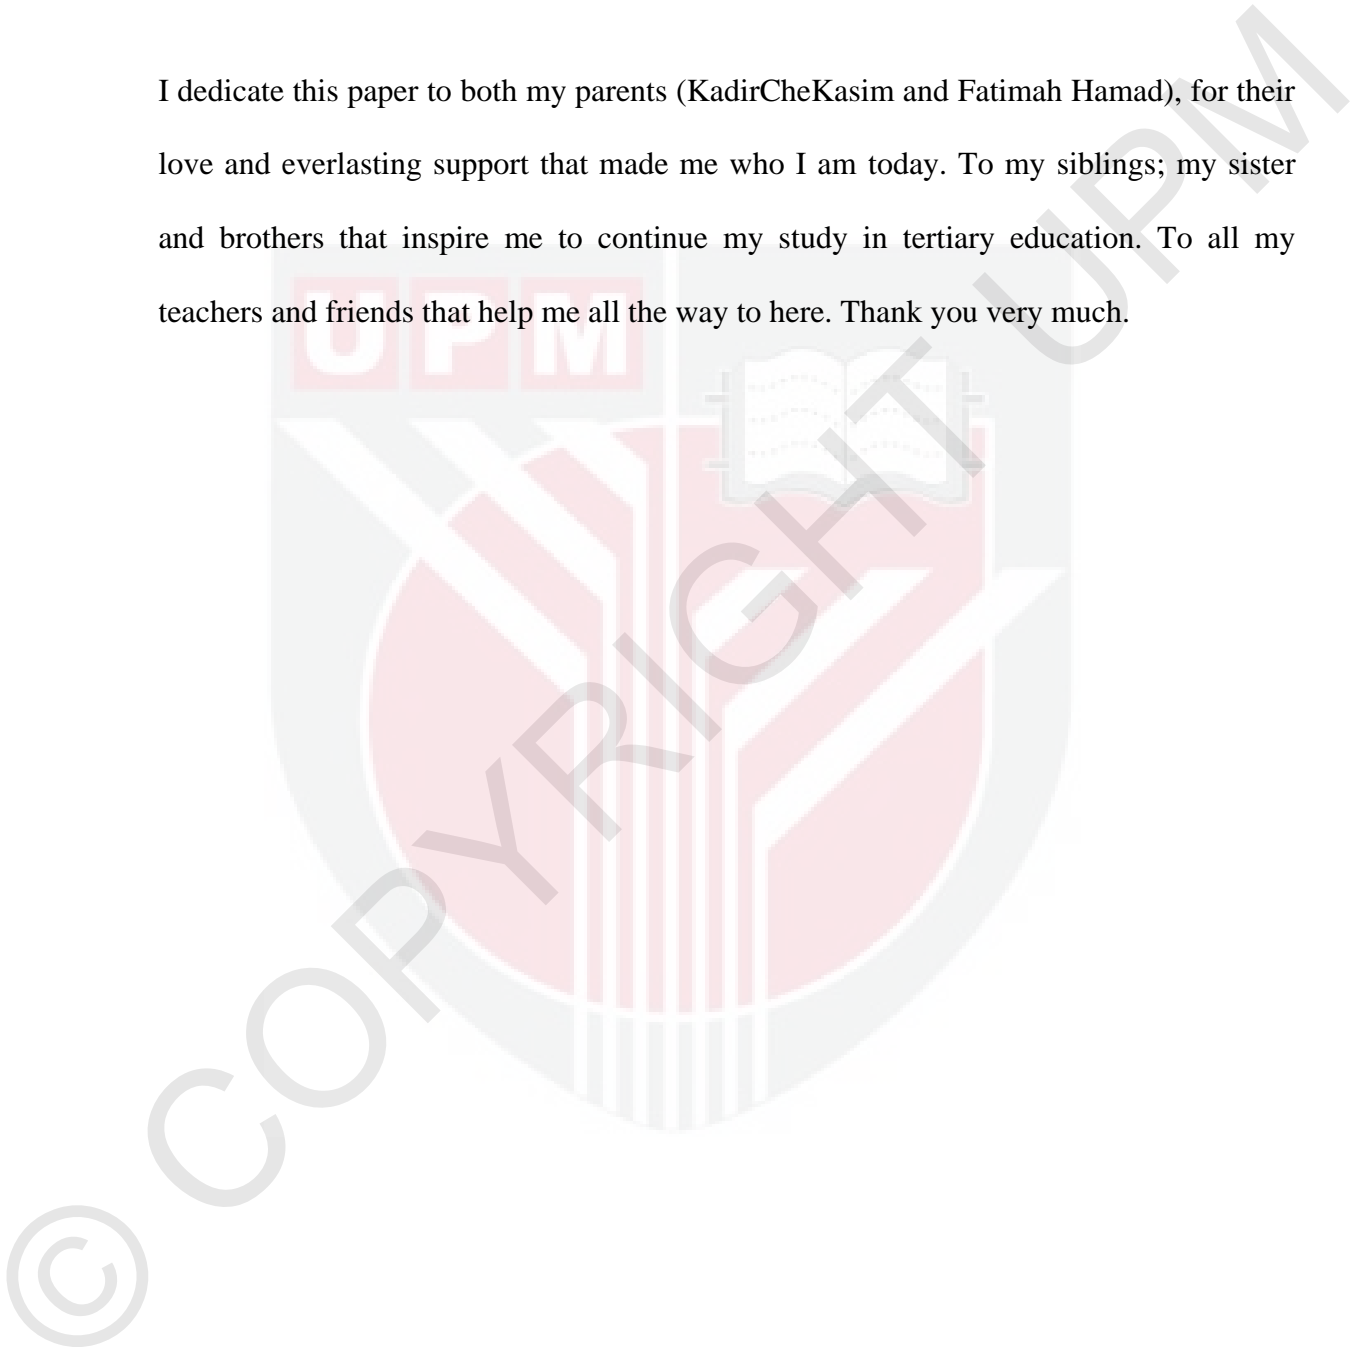 I dedicate this paper to both my parents (KadirCheKasim and Fatimah Hamad), for their
love and everlasting support that made me who I am today. To my siblings; my sister
and brothers that inspire me to continue my study in tertiary education. To all my
teachers and friends that help me all the way to here. Thank you very much.
UPM
© COPYRIGHT UPM